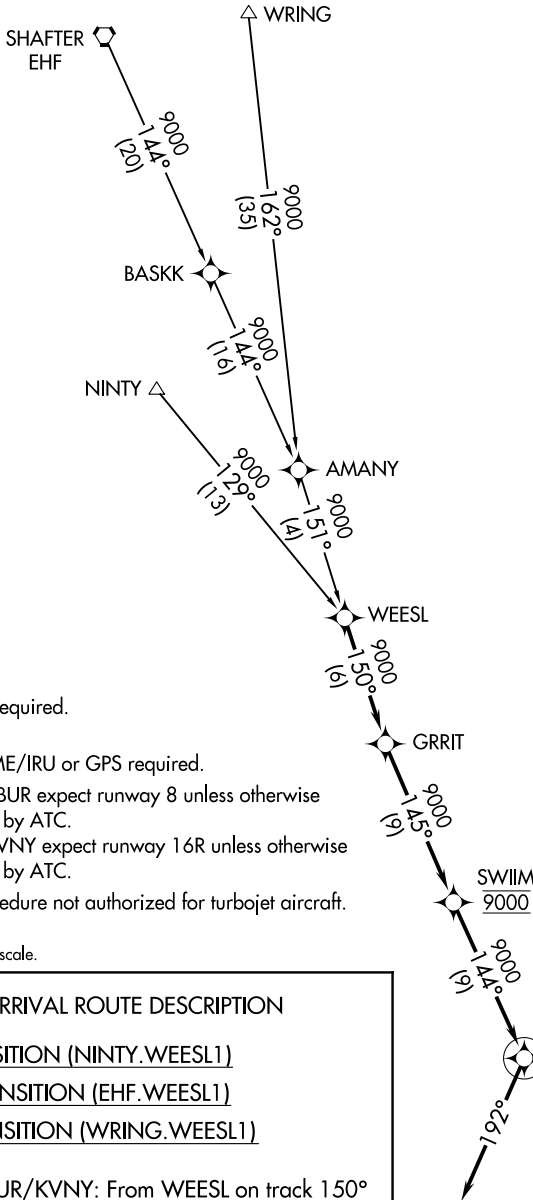 SHAFTER
EHF
WRING
9000
144°
(20)
9000
162°
(35)
BASKK
9000
144°
(16)
NINTY
AMANY
9000
129°
(13)
9000
151°
(4)
WEESL
9000
150°
(6)
equired.
GRRIT
ME/IRU or GPS required.
BUR expect runway 8 unless otherwise
by ATC.
VNY expect runway 16R unless otherwise
by ATC.
9000
145°
(9)
SWIIM
9000
edure not authorized for turbojet aircraft.
scale.
9000
144°
(9)
RRIVAL ROUTE DESCRIPTION
SITION (NINTY.WEESL1)
NSITION (EHF.WEESL1)
SITION (WRING.WEESL1)
192°
UR/KVNY: From WEESL on track 150°